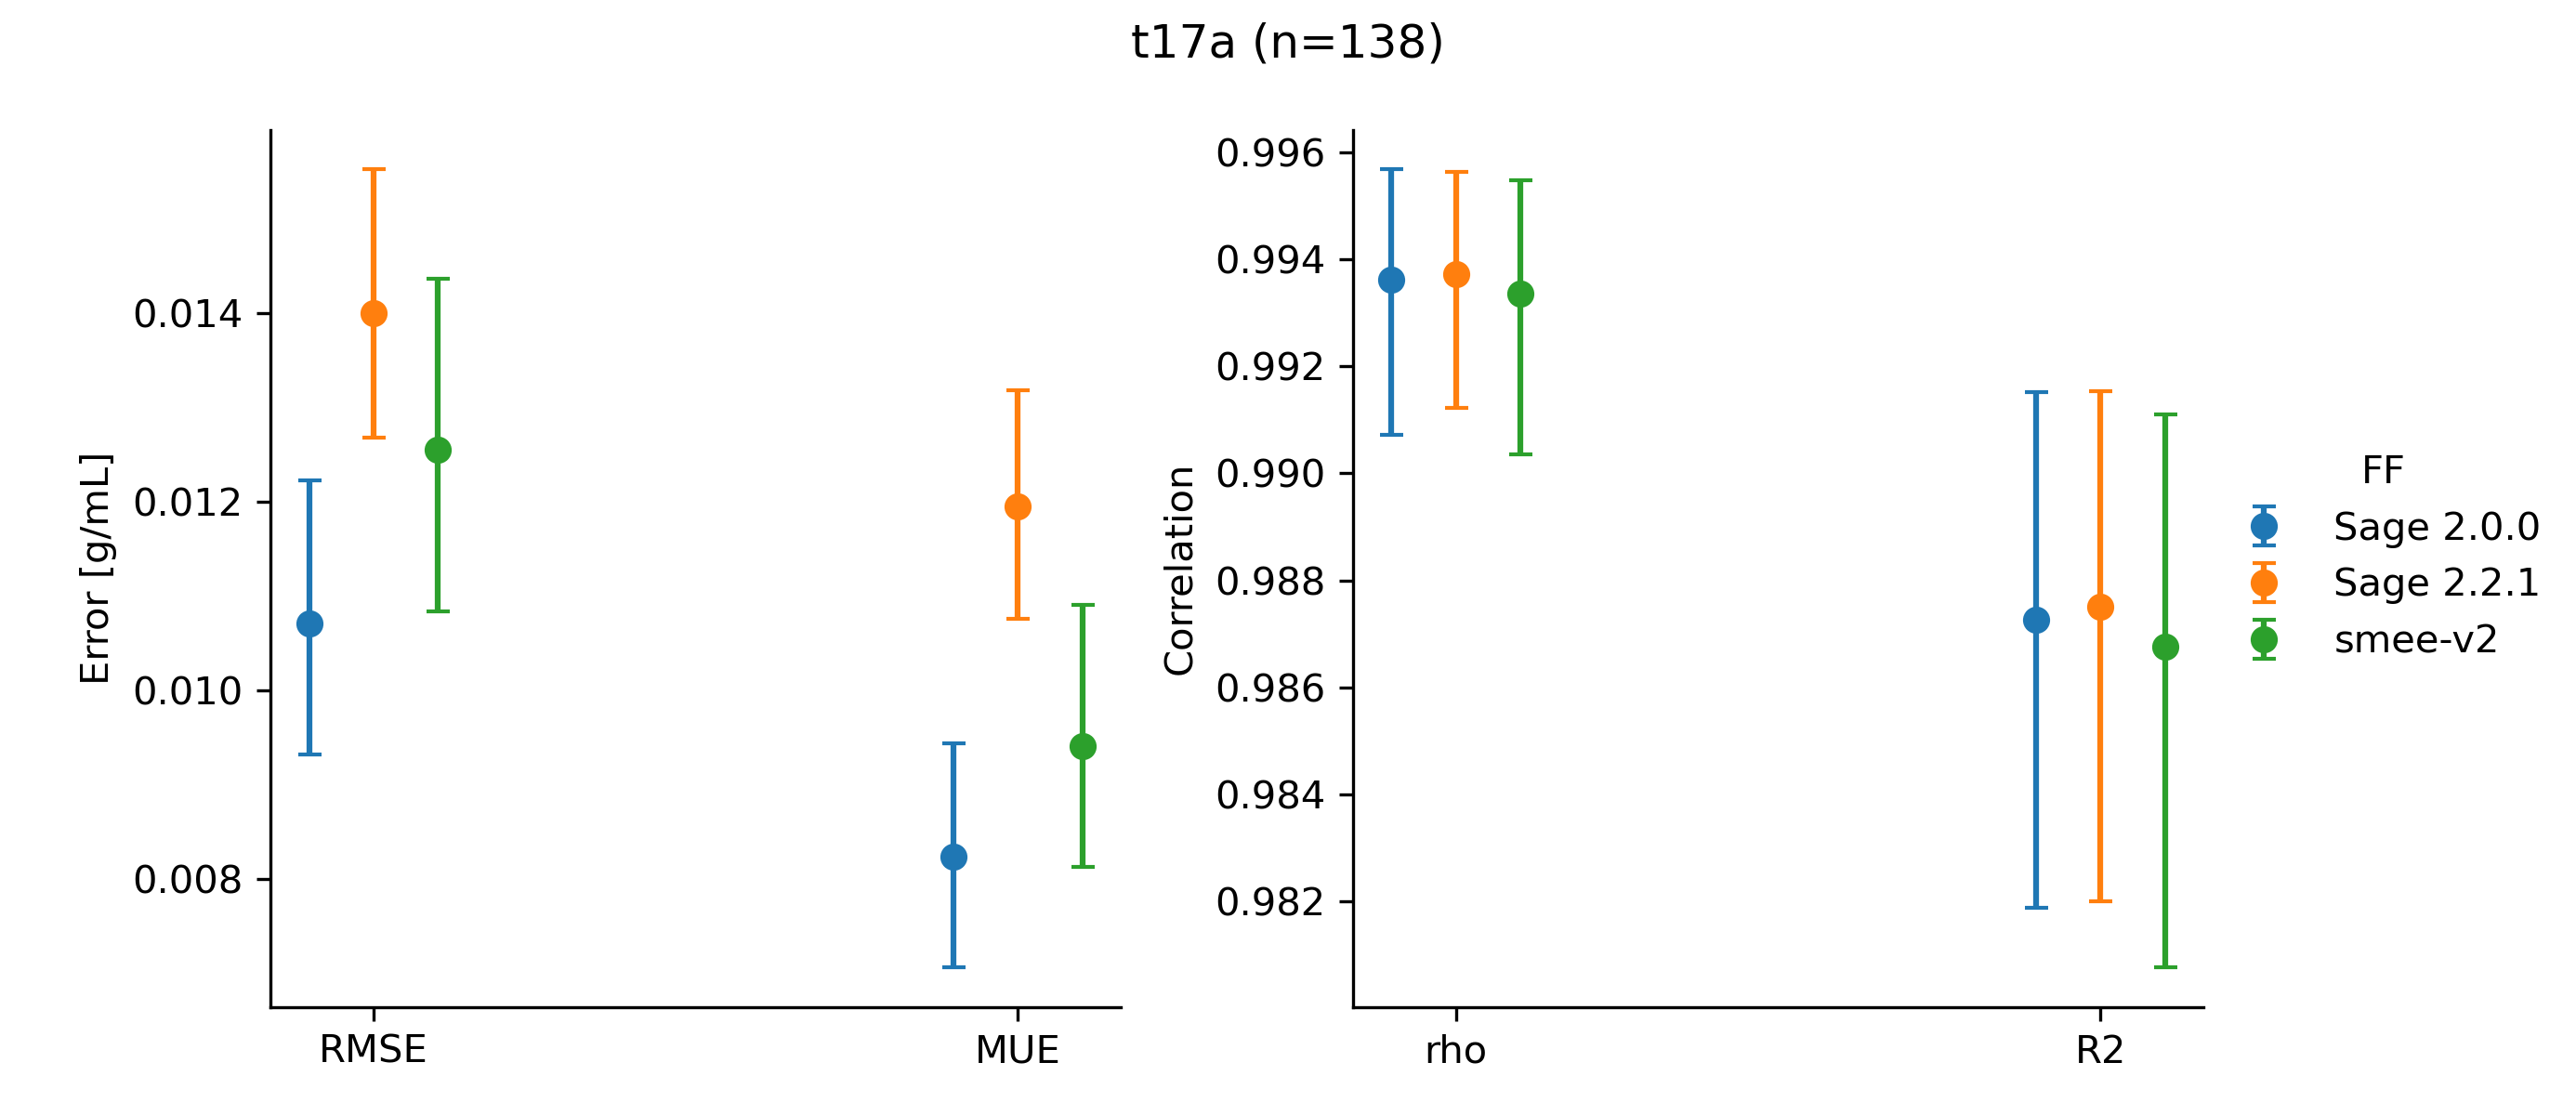 t17a (n=138)
Error [g/mL]
0.014
0.012
0.010
0.008
RMSE
MUE
Correlation
0.996
0.994
0.992
0.990
0.988
0.986
0.984
0.982
rho
R2
FF
Sage 2.0.0
Sage 2.2.1
smee-v2